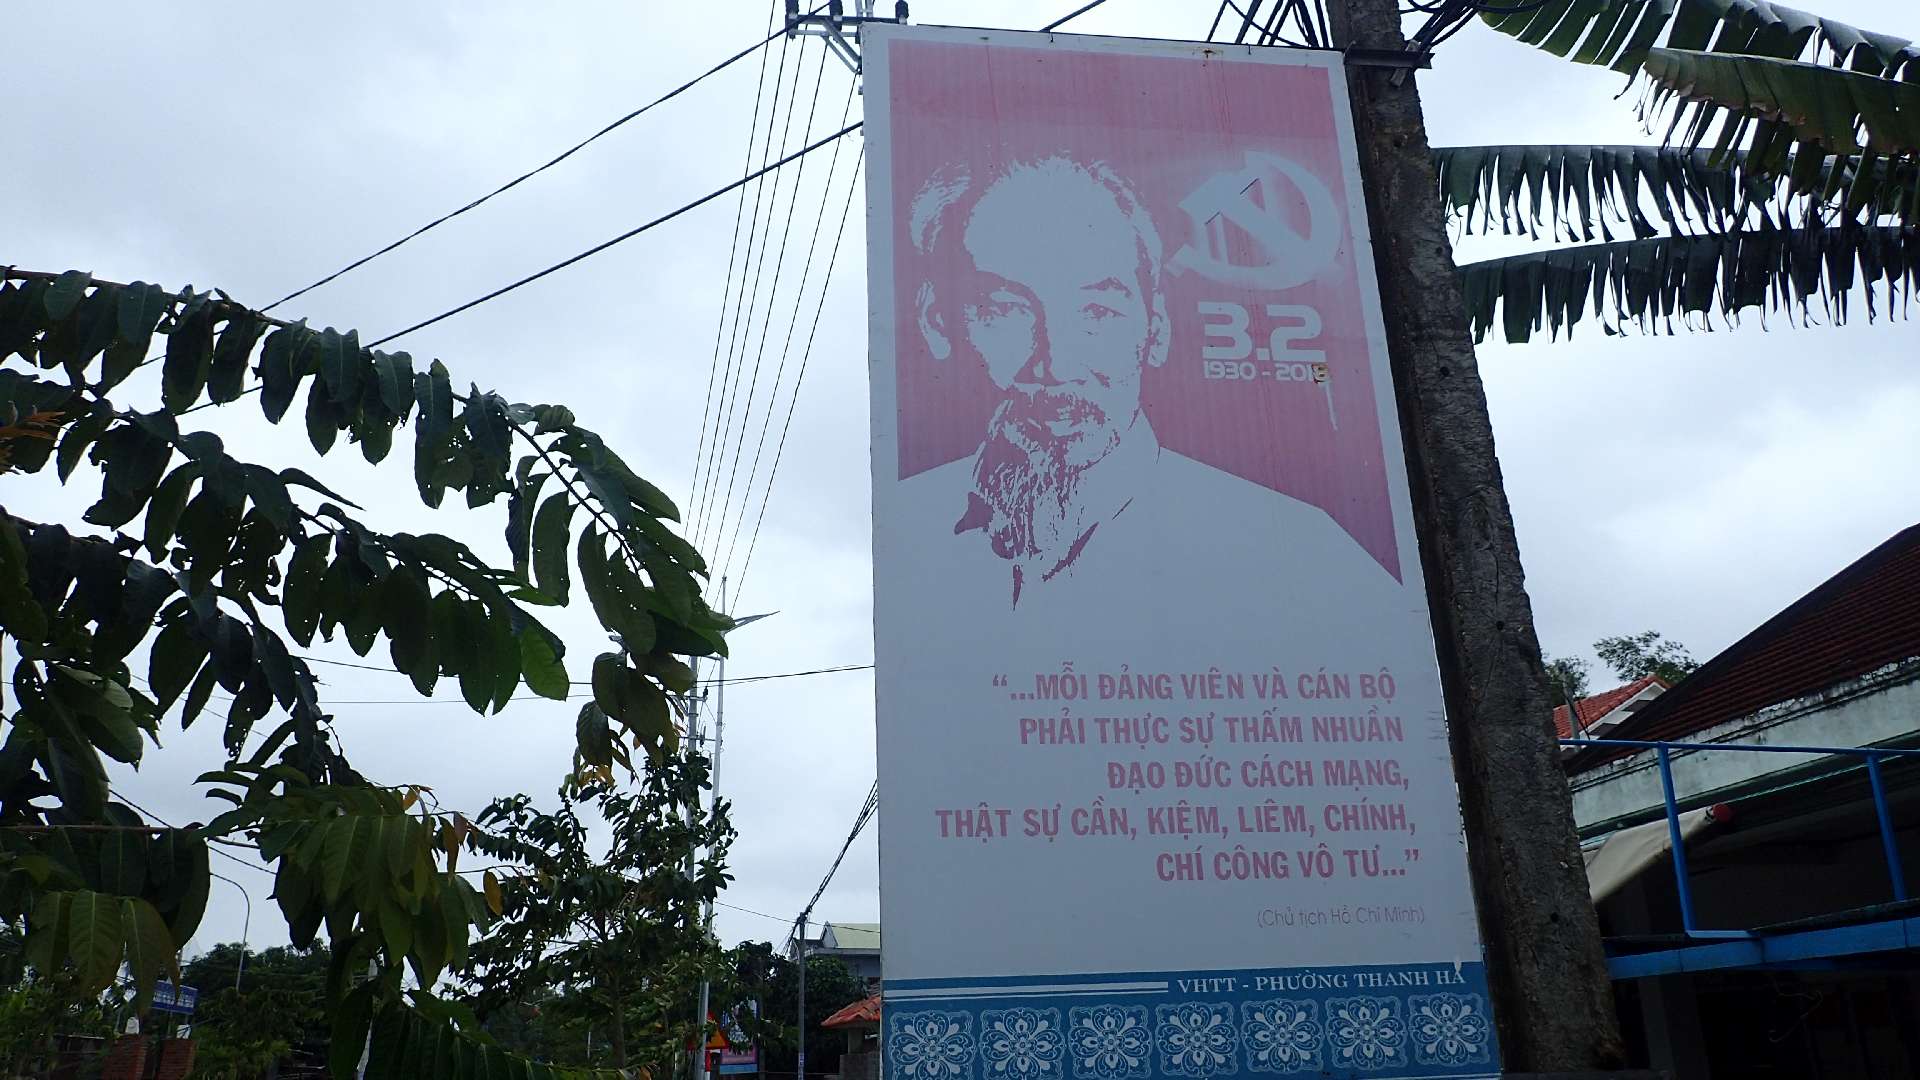 3.2
1930 - 2018
“...MỖI ĐẢNG VIÊN VÀ CÁN BỘ
PHẢI THỰC SỰ THẤM NHUẦN
ĐẠO ĐỨC CÁCH MẠNG,
THẬT SỰ CẦN, KIỆM, LIÊM, CHÍNH,
CHÍ CÔNG VÔ TƯ...”
(Chủ tịch Hồ Chí Minh)
VHTT - PHƯỜNG THANH HÀ